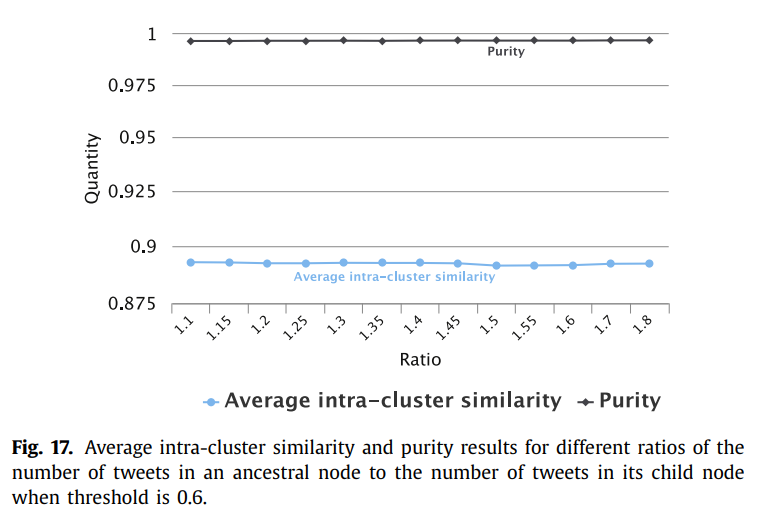 1
Purity
0.975
0.95
Quantity
0.925
0.9
Average intra-cluster similarity
0.875
1.1 1.15 1.2 1.25 1.3 1.35 1.4 1.45 1.5 1.55 1.6 1.7 1.8
Ratio
Average intra-cluster similarity Purity
Fig. 17. Average intra-cluster similarity and purity results for different ratios of the
number of tweets in an ancestral node to the number of tweets in its child node
when threshold is 0.6.